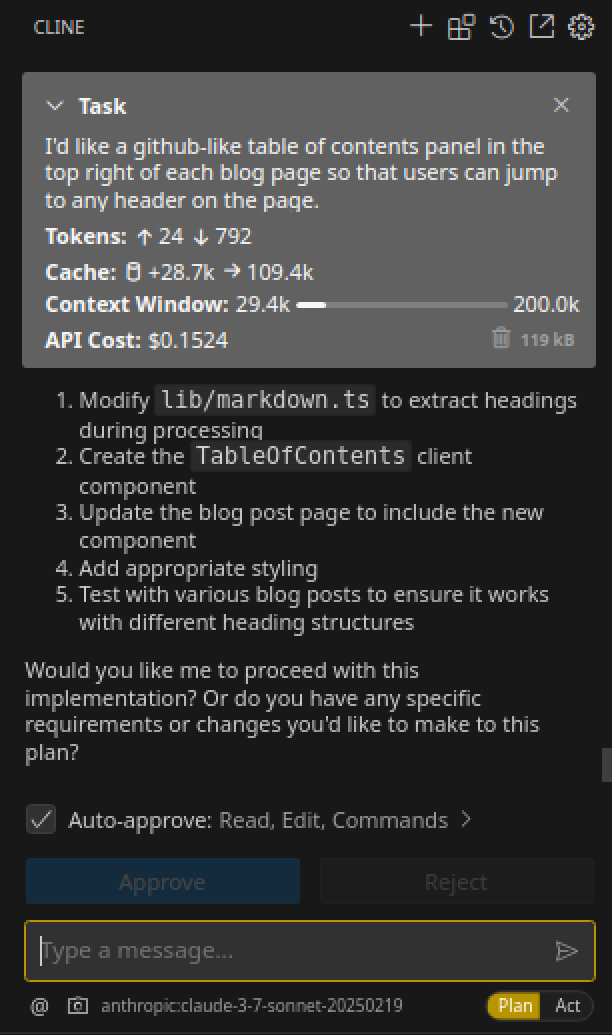 CLINE
Task
I'd like a github-like table of contents panel in the
top right of each blog page so that users can jump
to any header on the page.
Tokens: ↑ 24 ↓ 792
Cache: +28.7k → 109.4k
Context Window: 29.4k 200.0k
API Cost: $0.1524 119 kB
1. Modify lib/markdown.ts to extract headings
during processing
2. Create the TableOfContents client
component
3. Update the blog post page to include the new
component
4. Add appropriate styling
5. Test with various blog posts to ensure it works
with different heading structures
Would you like me to proceed with this
implementation? Or do you have any specific
requirements or changes you'd like to make to this
plan?
Auto-approve: Read, Edit, Commands
Approve Reject
Type a message...
@ anthropic:claude-3-7-sonnet-20250219 Plan Act